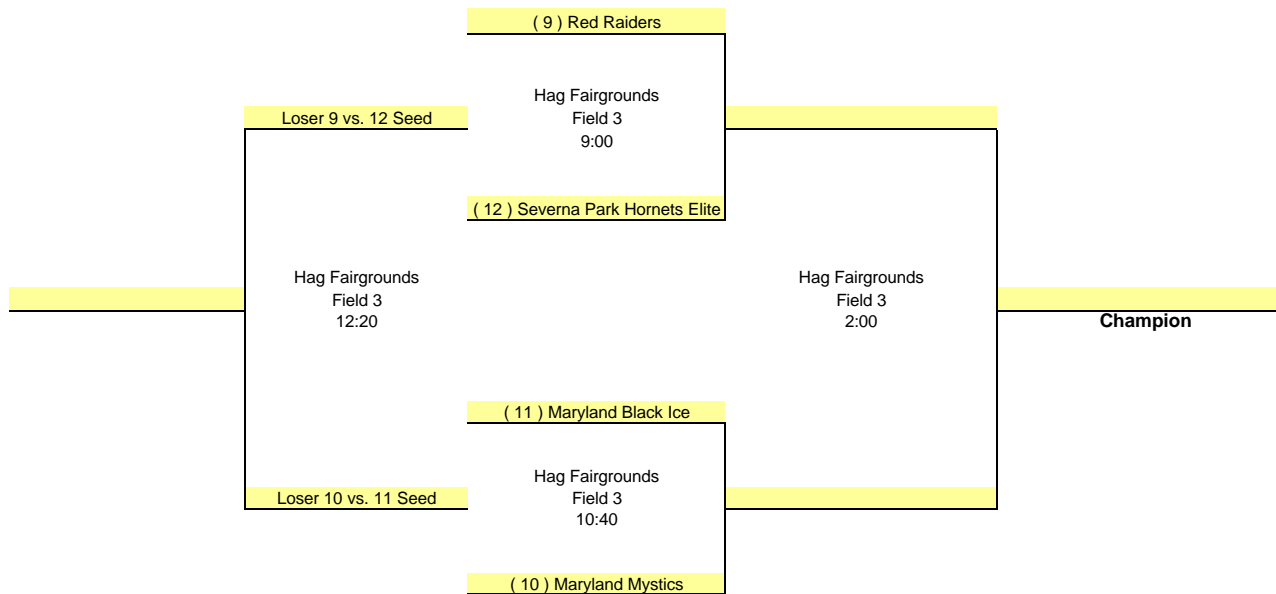 ( 9 ) Red Raiders
Hag Fairgrounds
Loser 9 vs. 12 Seed
Field 3
9:00
( 12 ) Severna Park Hornets Elite
Hag Fairgrounds
Field 3
12:20
Hag Fairgrounds
Field 3
2:00
Champion
( 11 ) Maryland Black Ice
Hag Fairgrounds
Loser 10 vs. 11 Seed
Field 3
10:40
( 10 ) Maryland Mystics